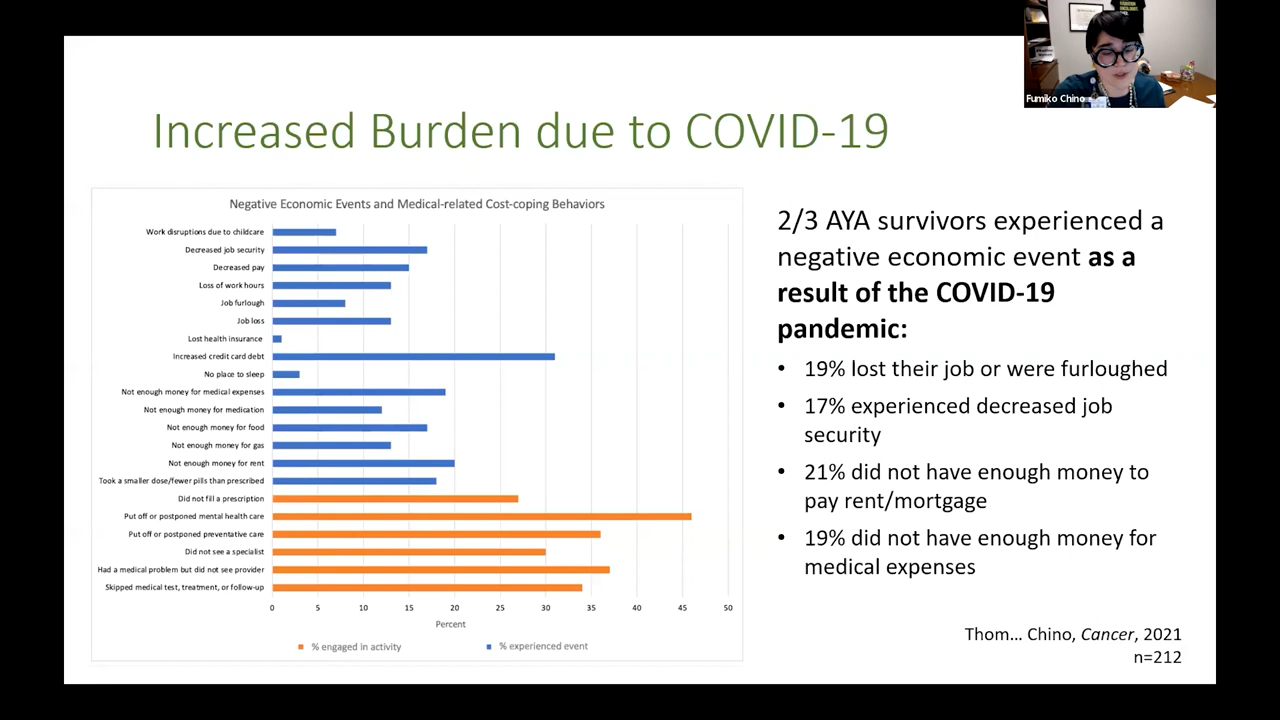 Fumiko Chino
Increased Burden due to COVID-19
Negative Economic Events and Medical-related Cost-coping Behaviors
Work disruptions due to childcare
Decreased job security
Decreased pay
Loss of work hours
Job furlough
Job loss
Lost health insurance
Increased credit card debt
No place to sleep
Not enough money for medical expenses
Not enough money for medication
Not enough money for food
Not enough money for gas
Not enough money for rent
Took a smaller dose/fewer pills than prescribed
Did not fill a prescription
Put off or postponed mental health care
Put off or postponed preventative care
Did not see a specialist
Had a medical problem but did not see provider
Skipped medical test, treatment, or follow-up
0 5 10 15 20 25 30 35 40 45 50
Percent
% engaged in activity % experienced event
2/3 AYA survivors experienced a
negative economic event as a
result of the COVID-19
pandemic:
• 19% lost their job or were furloughed
• 17% experienced decreased job
security
• 21% did not have enough money to
pay rent/mortgage
• 19% did not have enough money for
medical expenses
Thom... Chino, Cancer, 2021
n=212